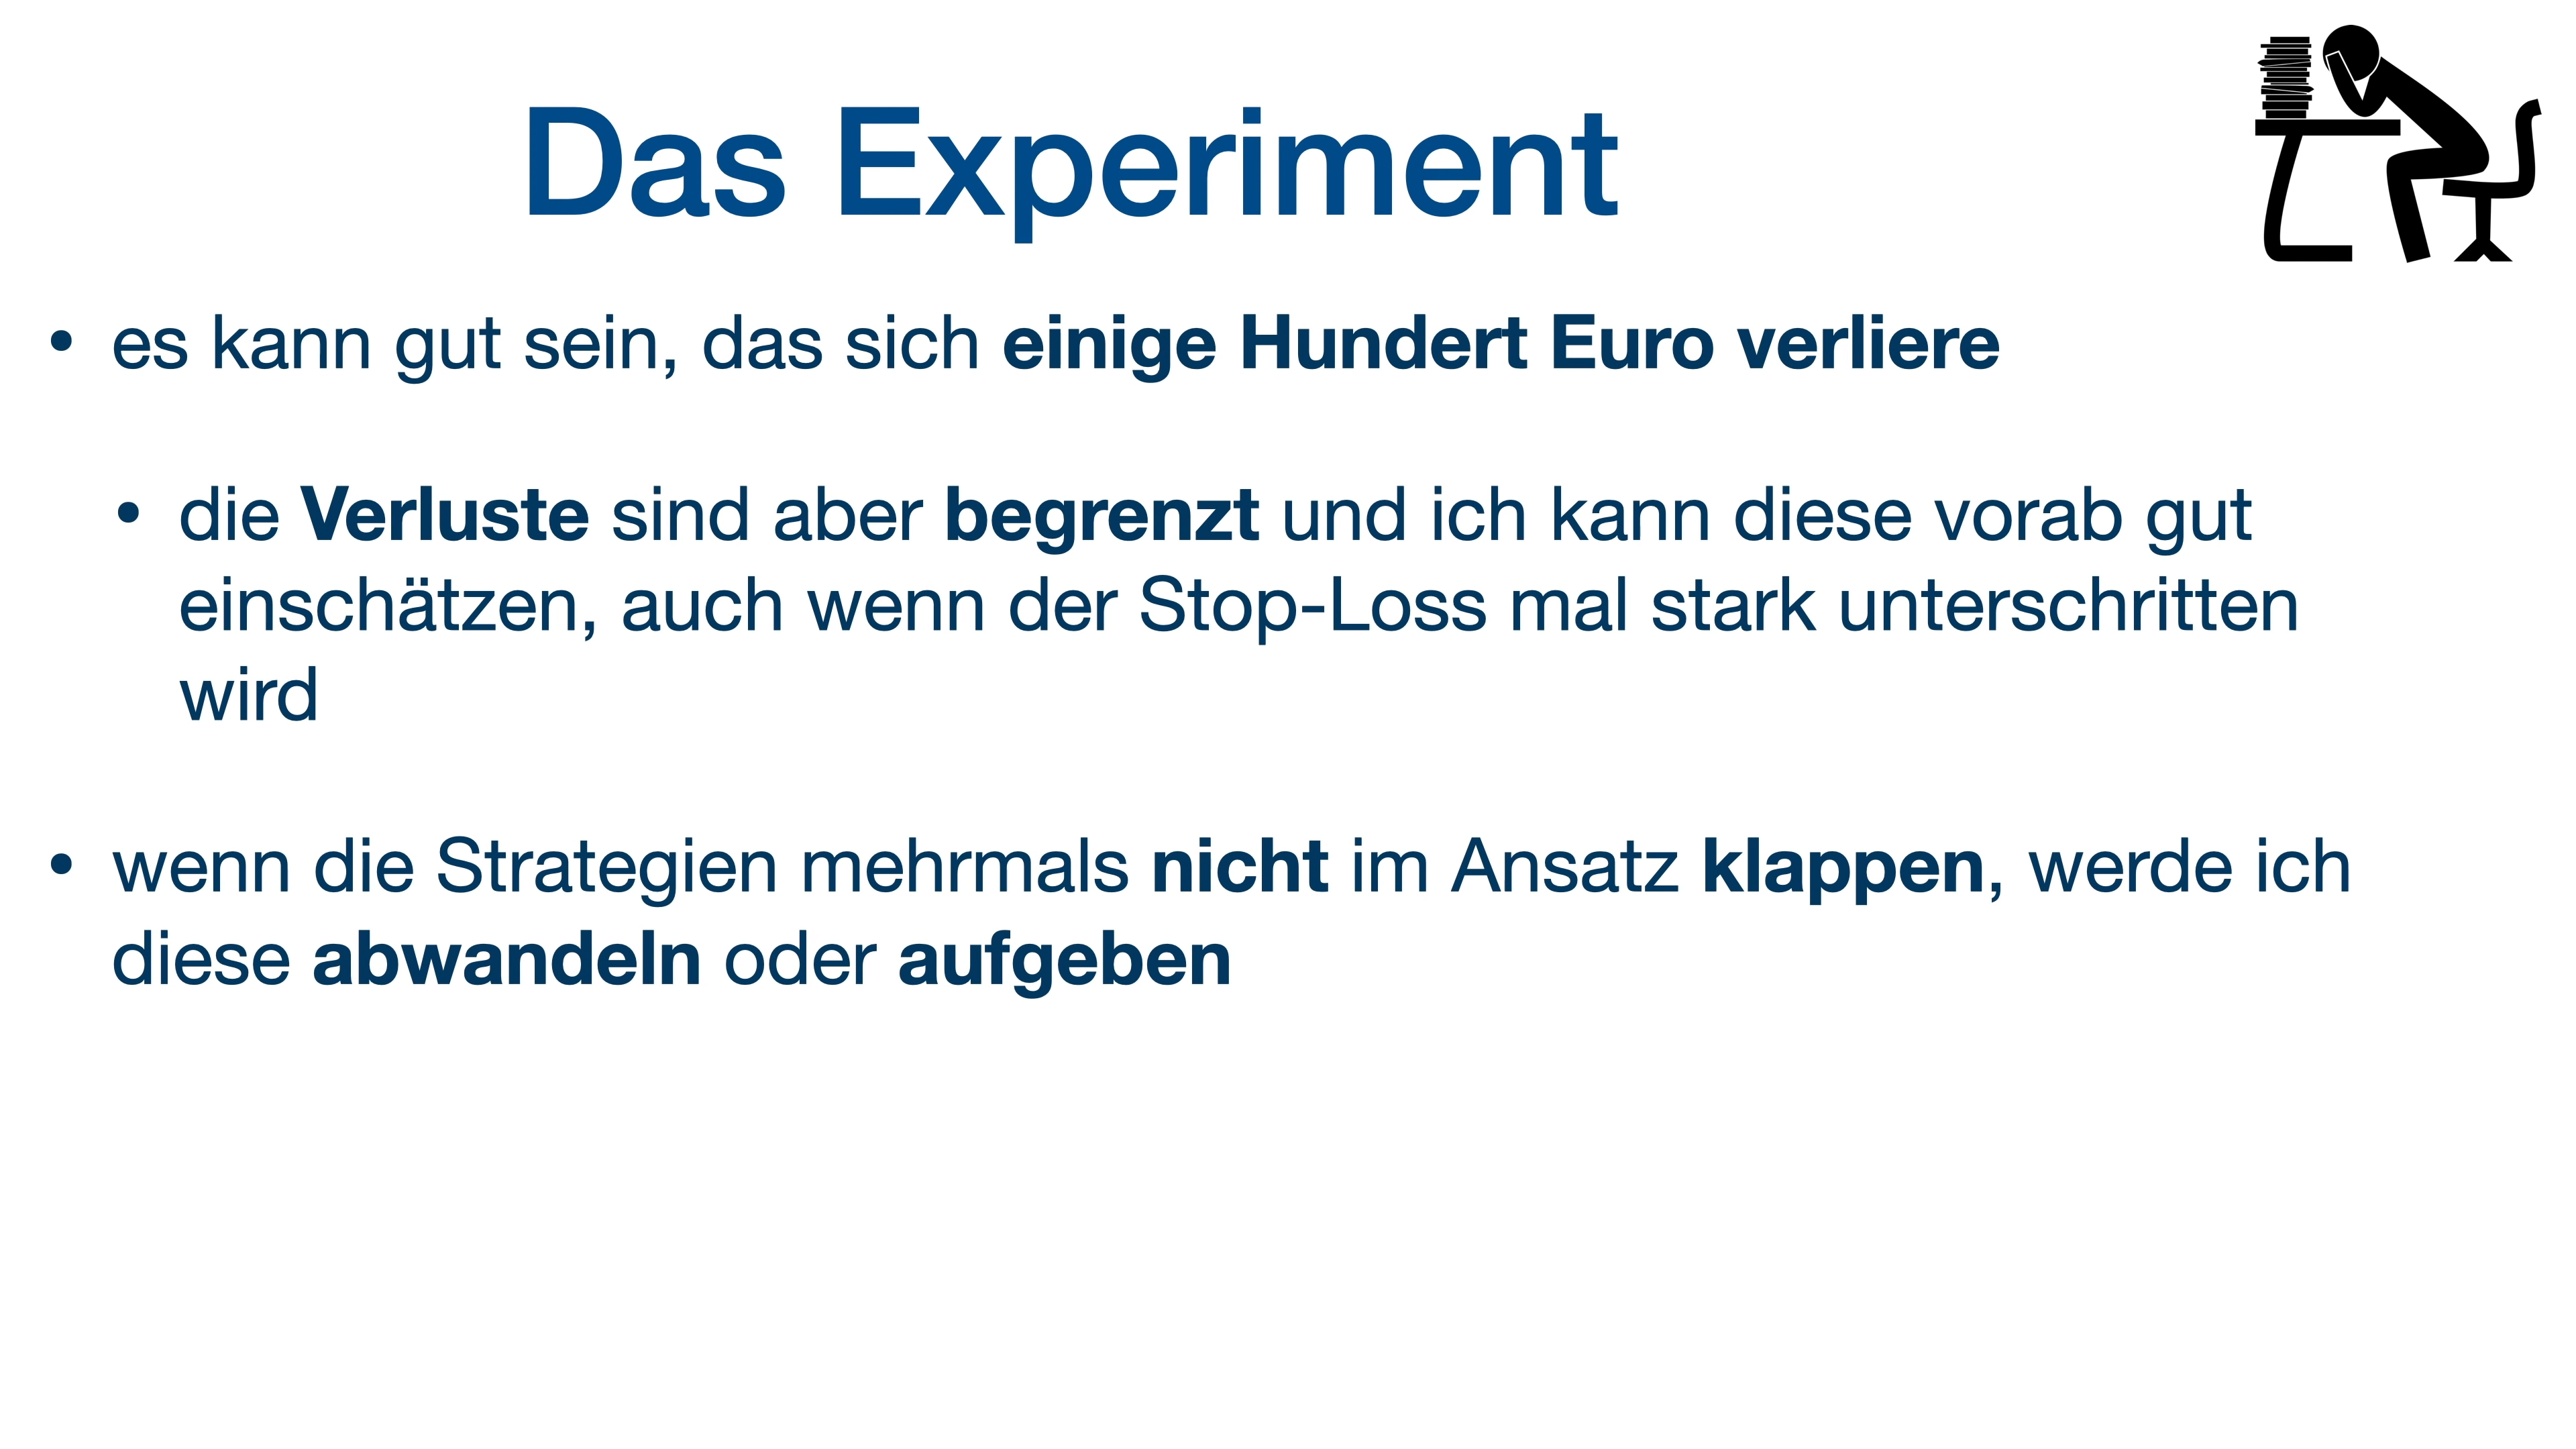 Das Experiment
• es kann gut sein, das sich einige Hundert Euro verliere
• die Verluste sind aber begrenzt und ich kann diese vorab gut
einschätzen, auch wenn der Stop-Loss mal stark unterschritten
wird
• wenn die Strategien mehrmals nicht im Ansatz klappen, werde ich
diese abwandeln oder aufgeben